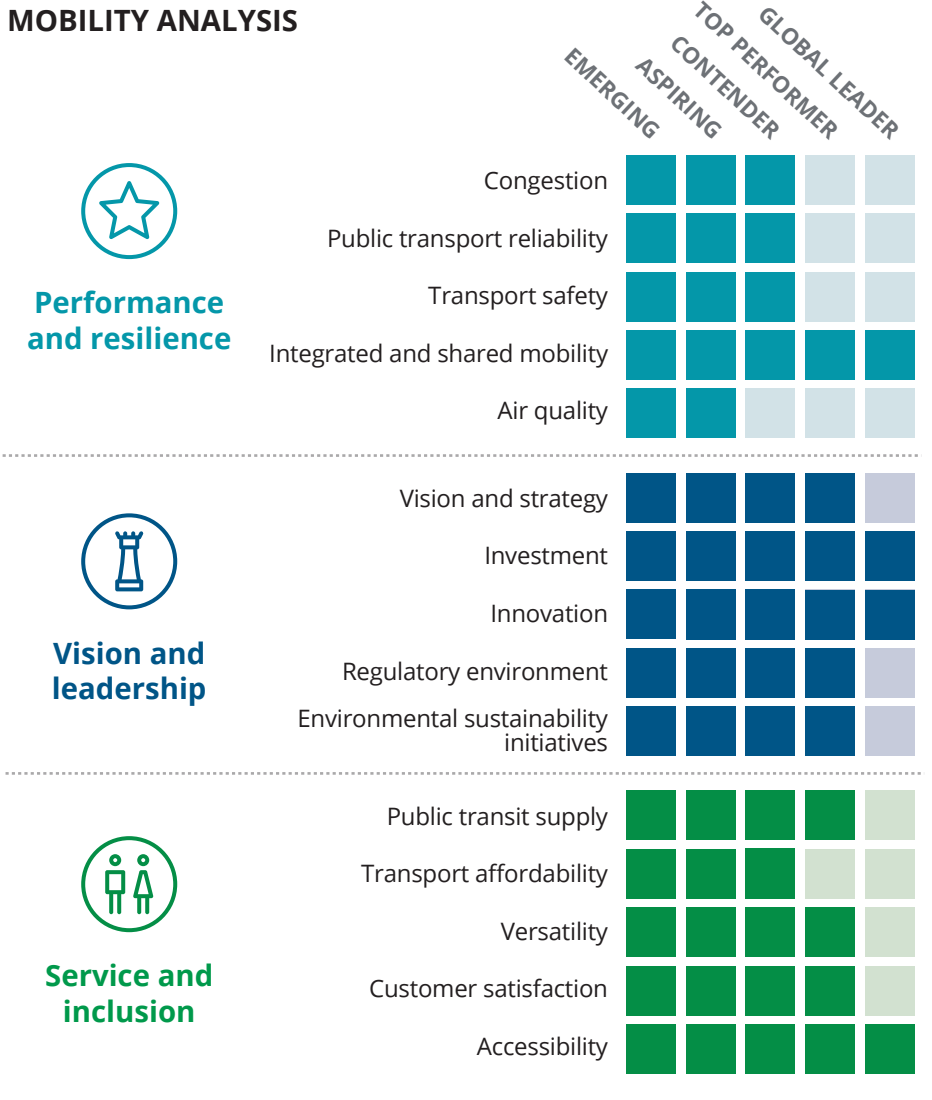 MOBILITY ANALYSIS
EMERGING
ASPIRING
CONTENDER
TOP PERFORMER
GLOBAL LEADER
Performance
and resilience
Congestion
Public transport reliability
Transport safety
Integrated and shared mobility
Air quality
Vision and
leadership
Vision and strategy
Investment
Innovation
Regulatory environment
Environmental sustainability
initiatives
Service and
inclusion
Public transit supply
Transport affordability
Versatility
Customer satisfaction
Accessibility